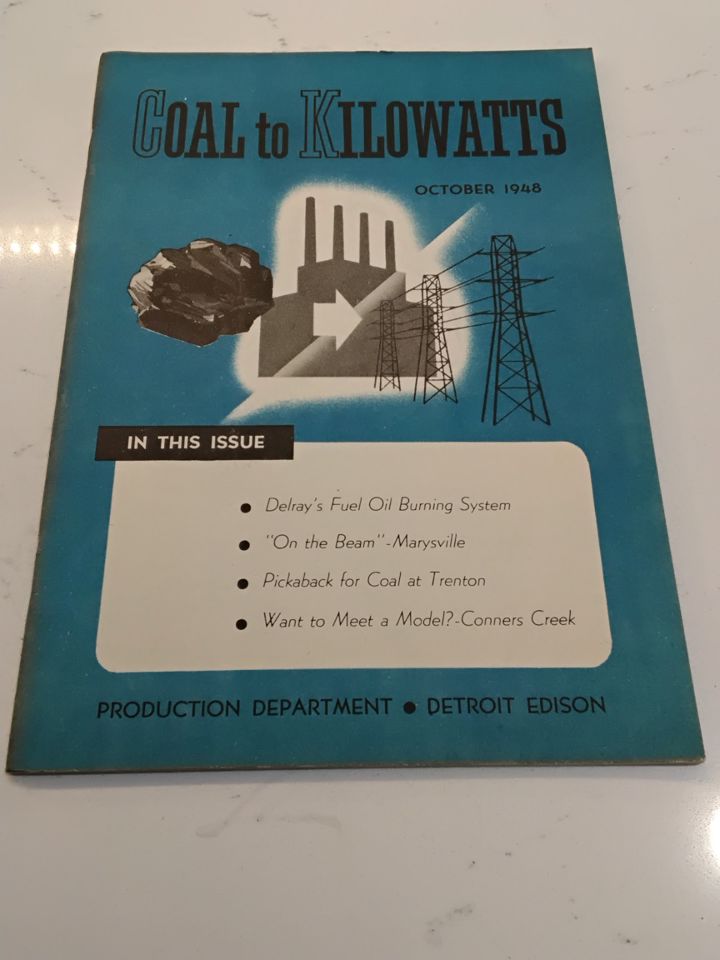 COAL to KILOWATTS
OCTOBER 1948
IN THIS ISSUE
● Delray's Fuel Oil Burning System
● "On the Beam"-Marysville
● Pickaback for Coal at Trenton
● Want to Meet a Model?-Conners Creek
PRODUCTION DEPARTMENT ● DETROIT EDISON